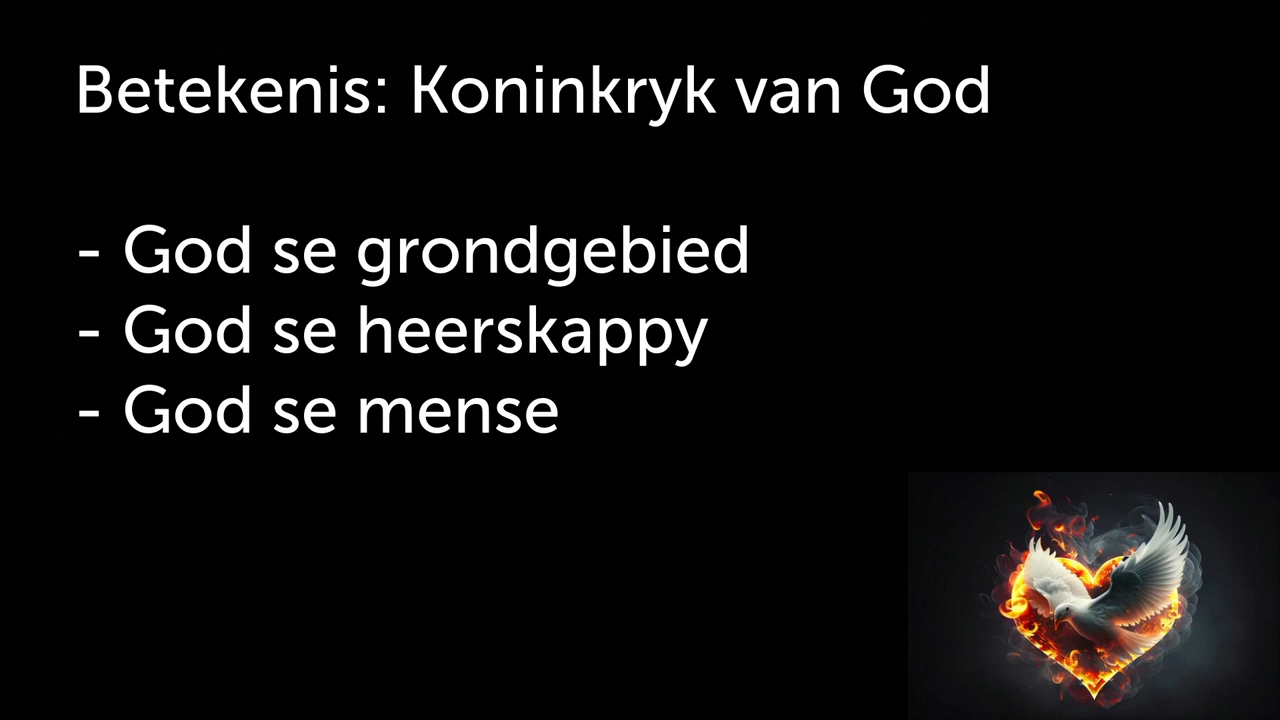 Betekenis: Koninkryk van God
- God se grondgebied
- God se heerskappy
- God se mense